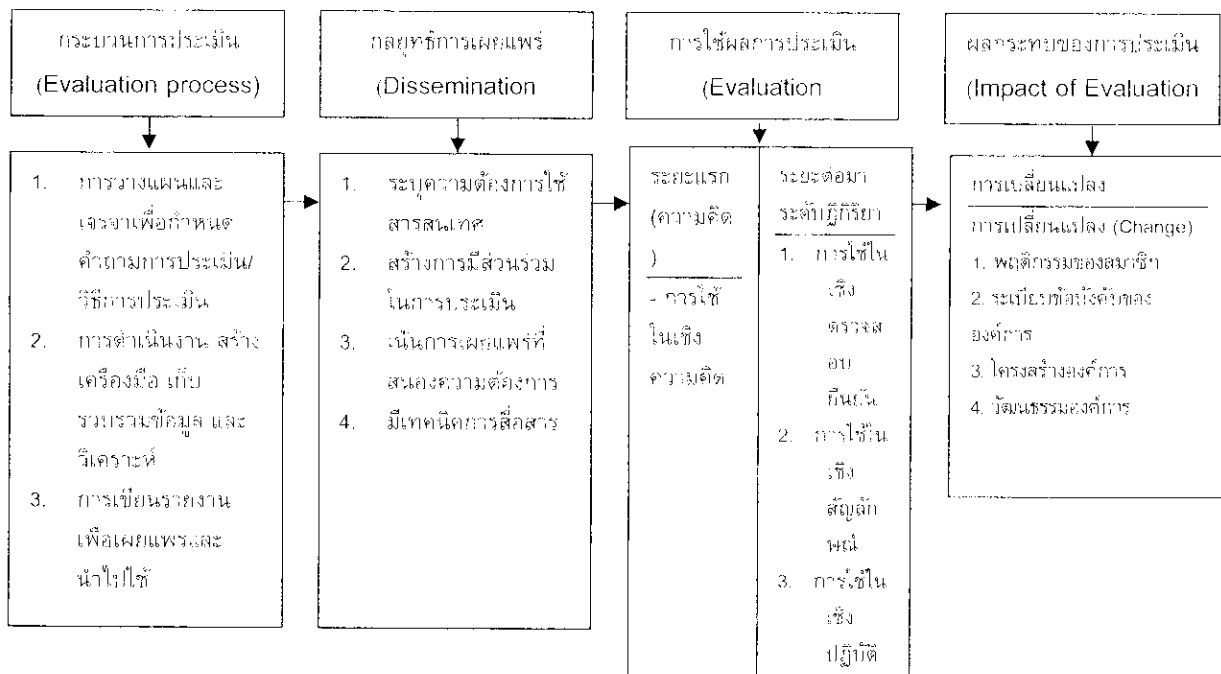 กระบวนการประเมิน
(Evaluation process)
กลยุทธ์การเผยแพร่
(Dissemination
การใช้ผลการประเมิน
(Evaluation
ผลกระทบของการประเมิน
(Impact of Evaluation
1. การวางแผนและ
เจรจาเพื่อกำหนด
คำถามการประเมิน/
วิธีการประเมิน
2. การดำเนินงาน สร้าง
เครื่องมือ เก็บ
รวบรวมข้อมูล และ
วิเคราะห์
3. การเขียนรายงาน
เพื่อเผยแพร่และ
นำไปใช้
1. ระบุความต้องการใช้
สารสนเทศ
2. สร้างการมีส่วนร่วม
ในการประเมิน
3. เน้นการเผยแพร่ที่
สนองความต้องการ
4. มีเทคนิคการสื่อสาร
ระยะแรก
(ความคิด
)
- การใช้
ในเชิง
ความคิด
ระยะต่อมา
ระดับปฏิกิริยา
1. การใช้ใน
เชิง
ตรวจส
อบ
ยืนยัน
2. การใช้ใน
เชิง
สัญลัก
ษณ์
3. การใช้ใน
เชิง
ปฏิบัติ
การเปลี่ยนแปลง
การเปลี่ยนแปลง (Change)
1. พฤติกรรมของสมาชิก
2. ระเบียบข้อบังคับของ
องค์การ
3. โครงสร้างองค์การ
4. วัฒนธรรมองค์การ